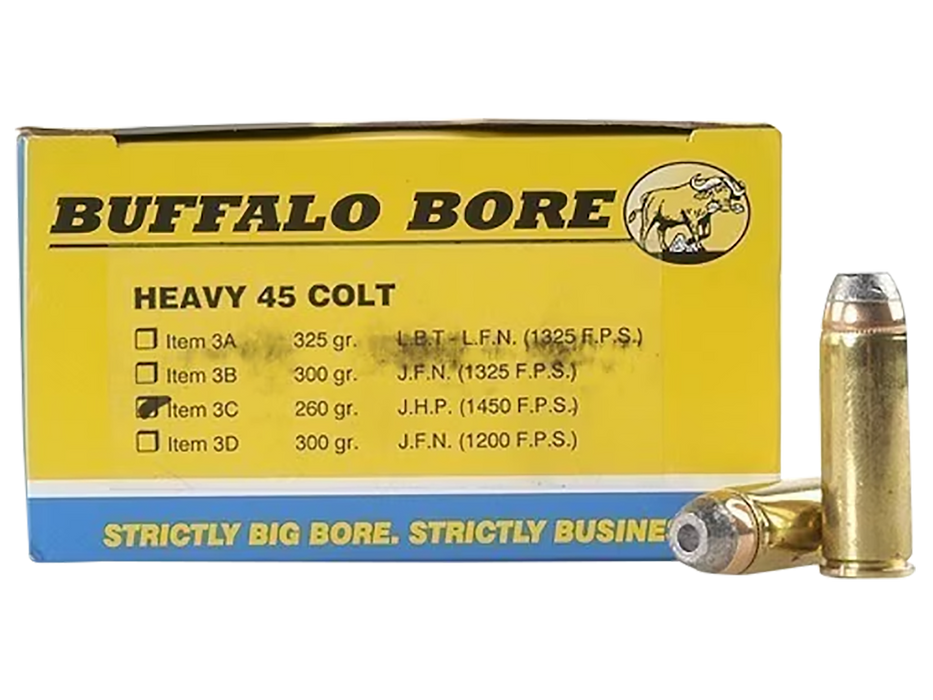 BUFFALO BORE
HEAVY 45 COLT
Item 3A 325 gr. L.B.T - L.F.N. (1325 F.P.S.)
Item 3B 300 gr. J.F.N. (1325 F.P.S.)
Item 3C 260 gr. J.H.P. (1450 F.P.S.)
Item 3D 300 gr. J.F.N. (1200 F.P.S.)
STRICTLY BIG BORE. STRICTLY BUSINE